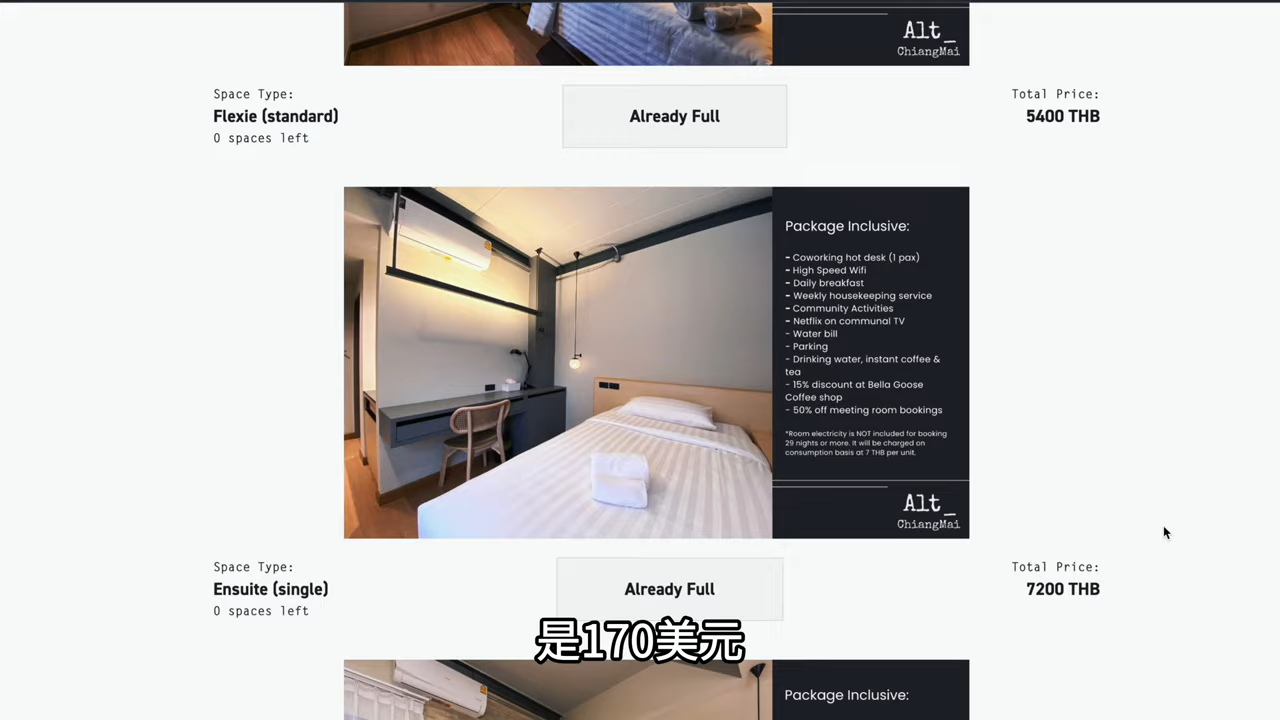 Alt_
ChiangMai
Space Type:
Flexie (standard)
0 spaces left
Already Full
Total Price:
5400 THB
Package Inclusive:
- Coworking hot desk (1 pax)
- High Speed Wifi
- Daily breakfast
- Weekly housekeeping service
- Community Activities
- Netflix on communal TV
- Water bill
- Parking
- Drinking water, instant coffee &
tea
- 15% discount at Bella Goose
Coffee shop
- 50% off meeting room bookings
*Room electricity is NOT included for booking
29 nights or more. It will be charged on
consumption basis at 7 THB per unit.
Alt_
ChiangMai
Space Type:
Ensuite (single)
0 spaces left
Already Full
Total Price:
7200 THB
是170美元
Package Inclusive: